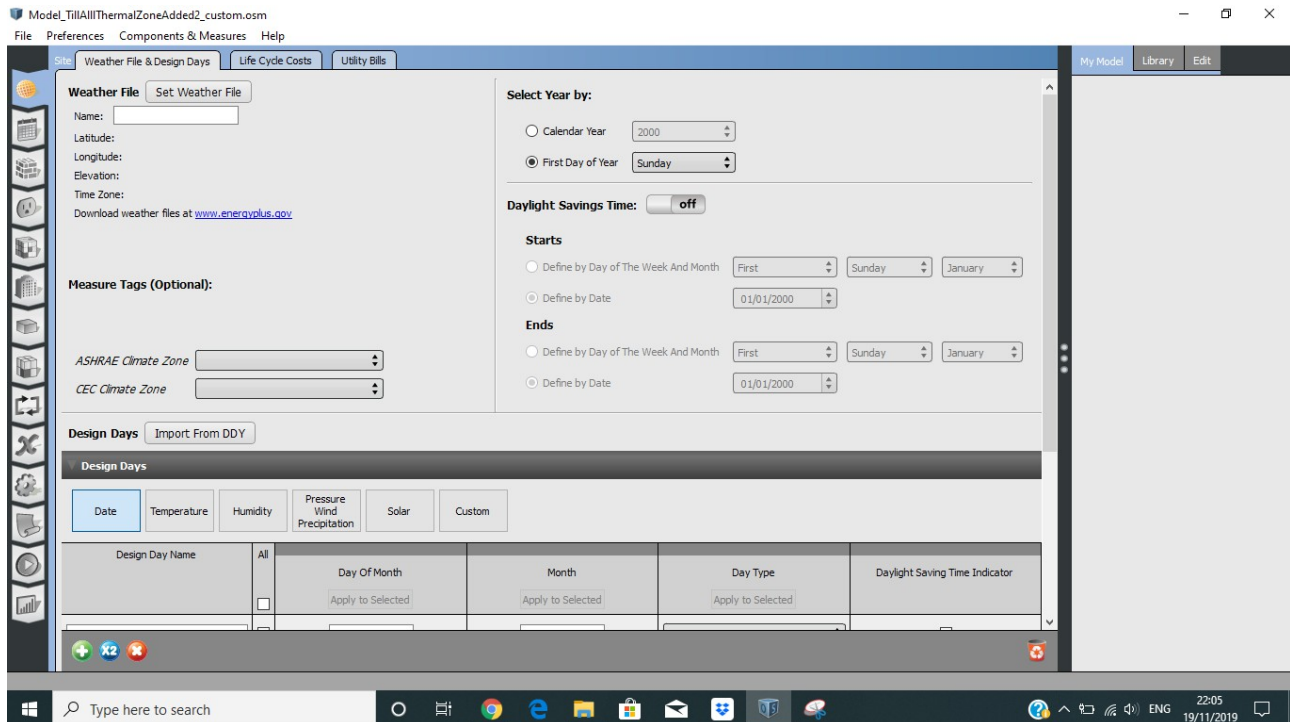 Model_TillAllThermalZoneAdded2_custom.osm
File Preferences Components & Measures Help
Site Weather File & Design Days Life Cycle Costs Utility Bills
My Model Library Edit
Weather File Set Weather File
Name:
Latitude:
Longitude:
Elevation:
Time Zone:
Download weather files at www.energyplus.gov
Measure Tags (Optional):
ASHRAE Climate Zone
CEC Climate Zone
Select Year by:
Calendar Year 2000
First Day of Year Sunday
Daylight Savings Time: off
Starts
Define by Day of The Week And Month First Sunday January
Define by Date 01/01/2000
Ends
Define by Day of The Week And Month First Sunday January
Define by Date 01/01/2000
Design Days Import From DDY
Design Days
Date Temperature Humidity Pressure Wind Precipitation Solar Custom
Design Day Name All Day Of Month Month Day Type Daylight Saving Time Indicator
Apply to Selected Apply to Selected Apply to Selected
X2
Type here to search
ENG 22:05
19/11/2019